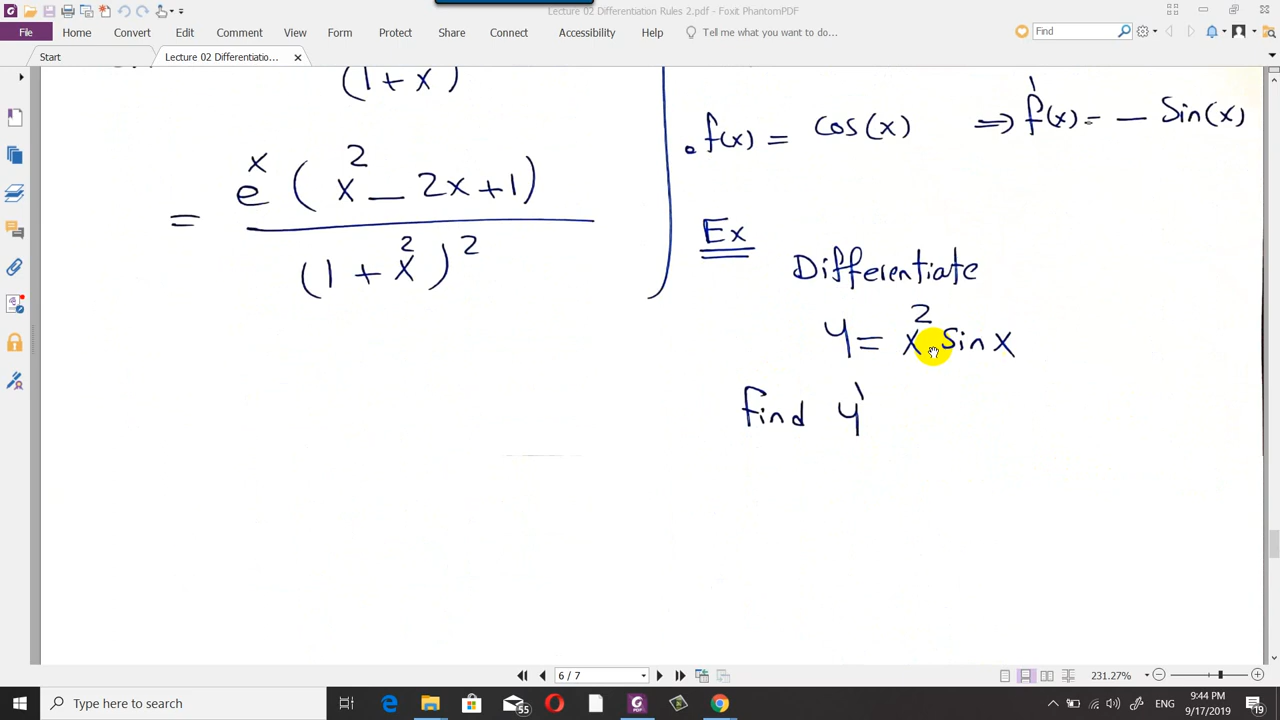 Lecture 02 Differentiation Rules 2.pdf - Foxit PhantomPDF
File Home Convert Edit Comment View Form Protect Share Connect Accessibility Help Tell me what you want to do... Find
Start Lecture 02 Differentiatio...
(1 + x )
= e^x ( x^2 - 2x + 1 )
(1 + x^2 )^2
. f(x) = cos(x) ⇒ f'(x) = - Sin(x)
Ex
Differentiate
y = x^2 . Sin x
find y'
6 / 7 231.27%
Type here to search 55 9:44 PM
9/17/2019 19